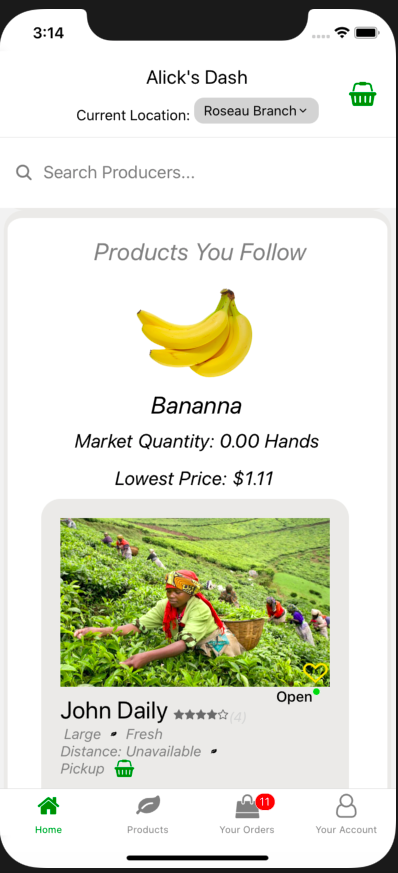 3:14
Alick's Dash
Current Location: Roseau Branch
Search Producers...
Products You Follow
Bananna
Market Quantity: 0.00 Hands
Lowest Price: $1.11
Open
John Daily (4)
Large Fresh
Distance: Unavailable
Pickup
11
Home Products Your Orders Your Account